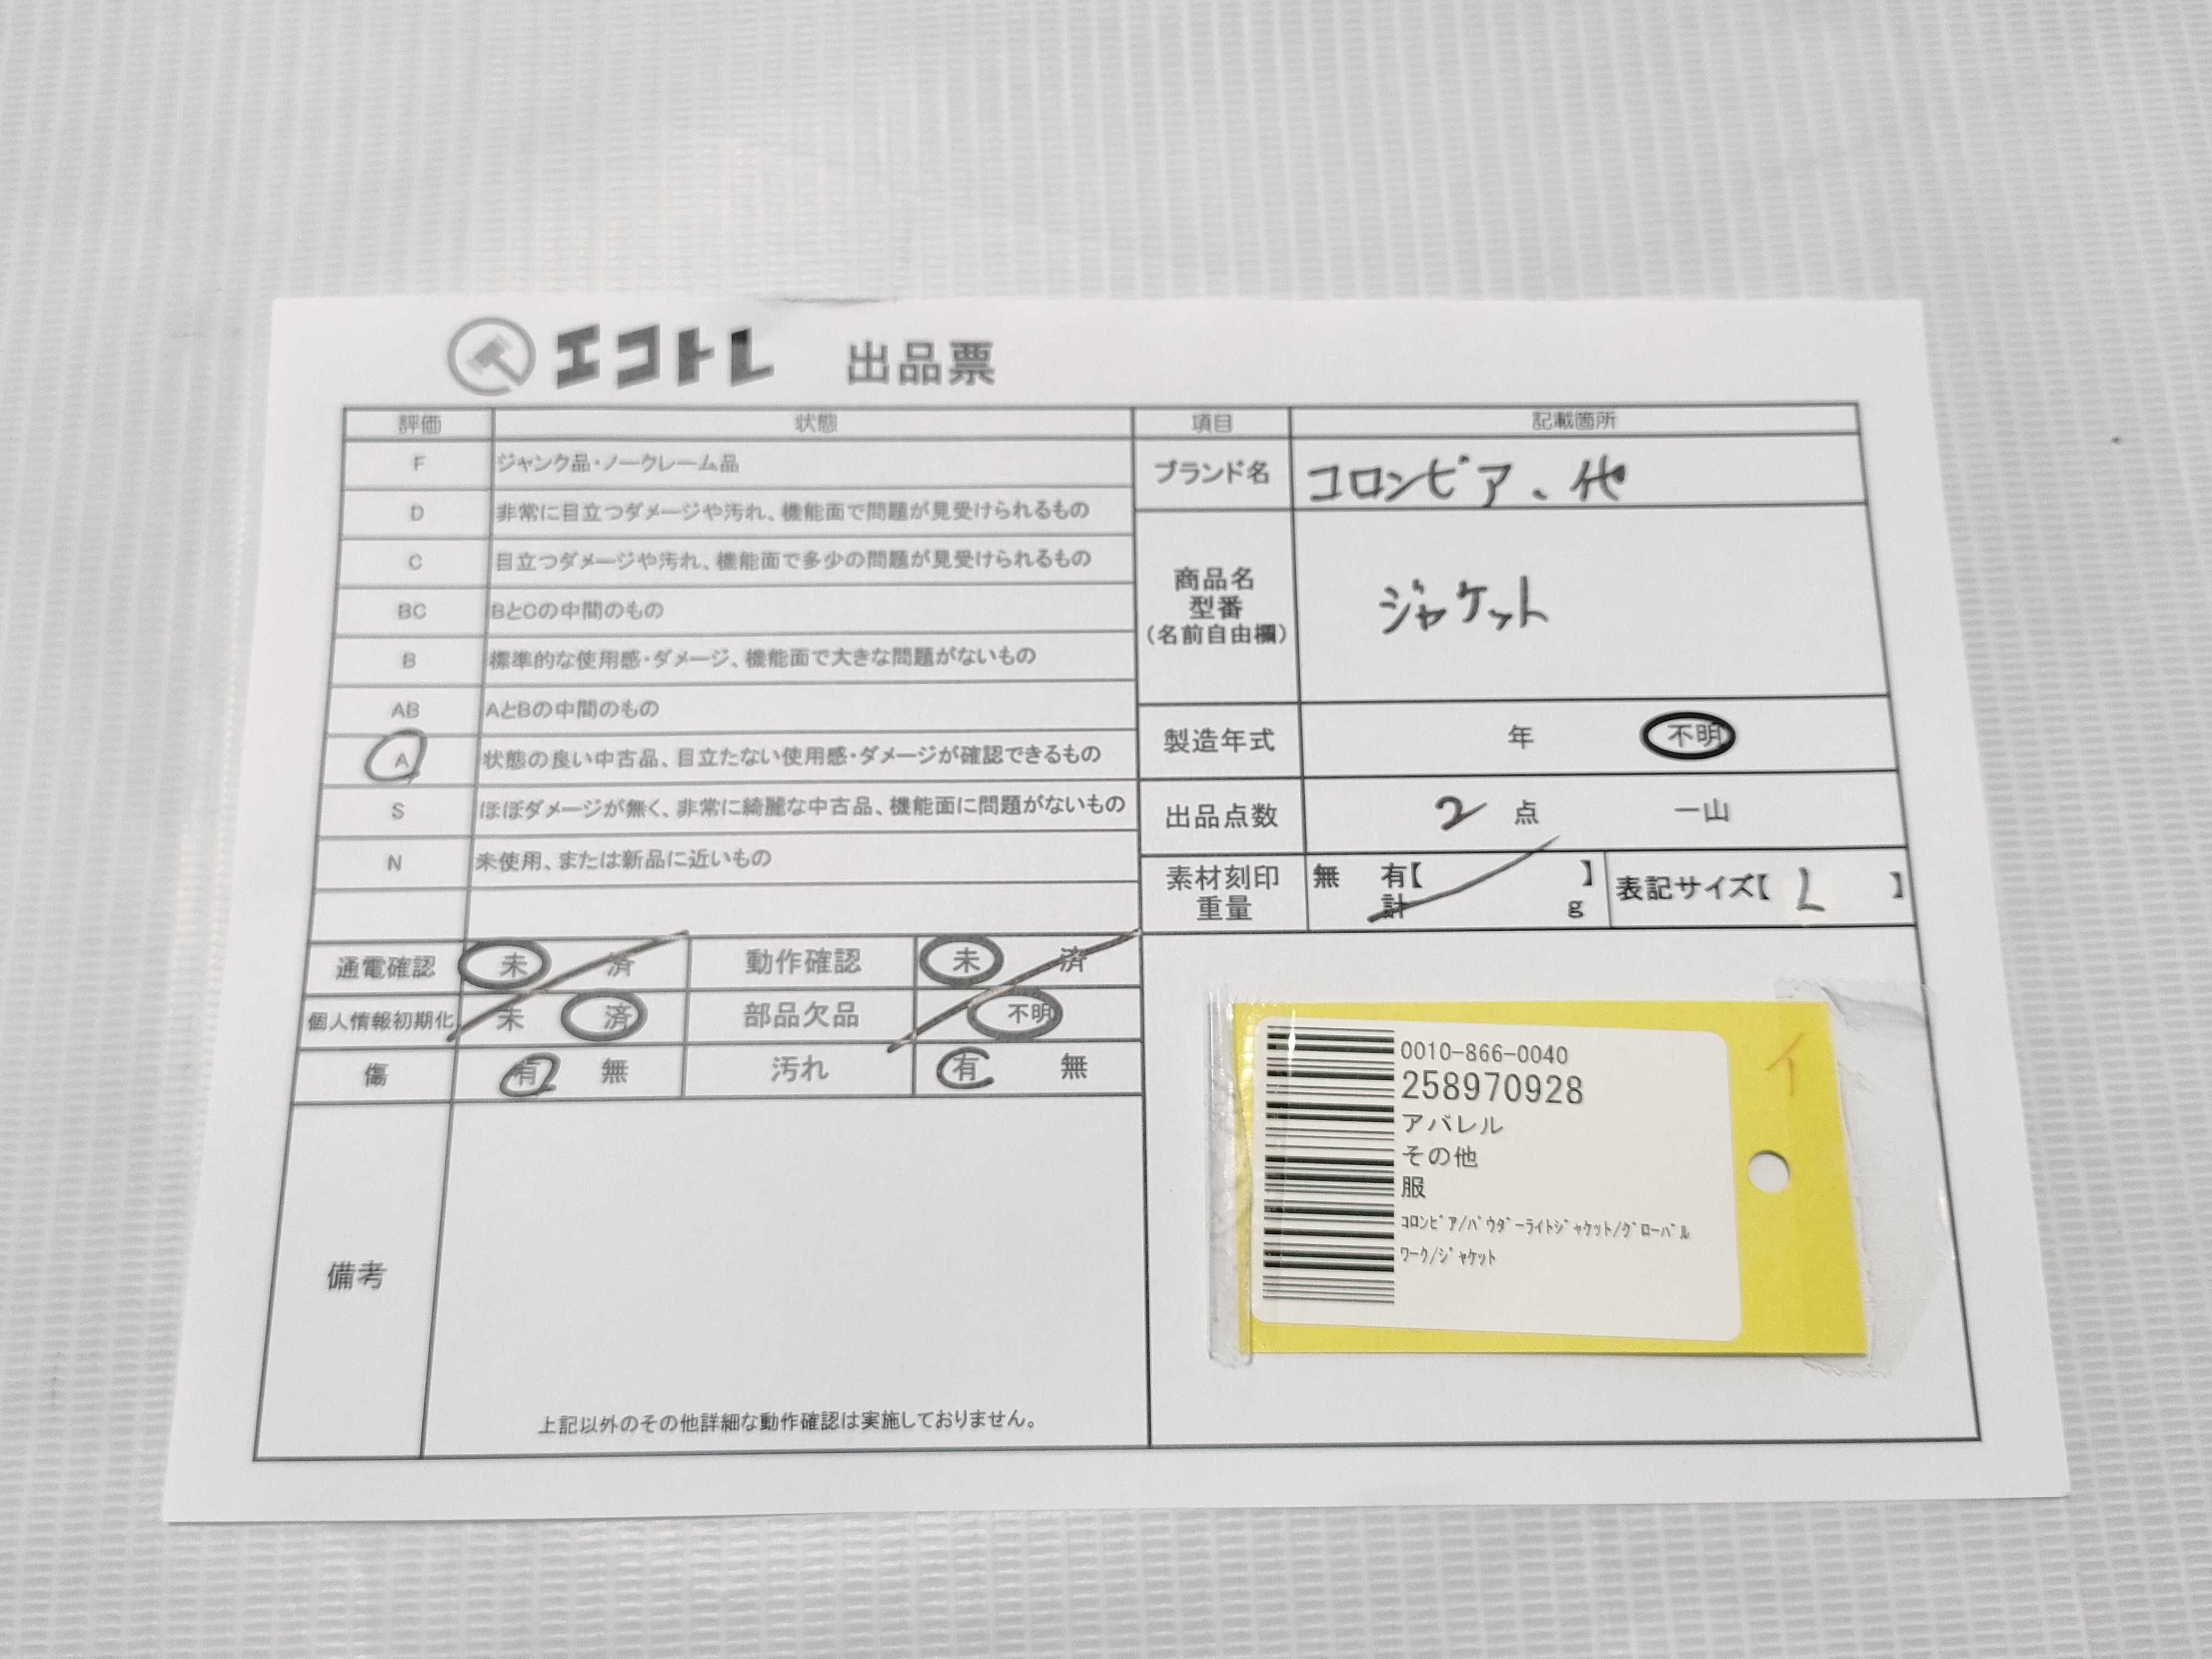 エコトレ 出品票
評価 状態 項目 記載箇所
F ジャンク品・ノークレーム品
D 非常に目立つダメージや汚れ、機能面で問題が見受けられるもの
C 目立つダメージや汚れ、機能面で多少の問題が見受けられるもの
BC BとCの中間のもの
B 標準的な使用感・ダメージ、機能面で大きな問題がないもの
AB AとBの中間のもの
A 状態の良い中古品、目立たない使用感・ダメージが確認できるもの
S ほぼダメージが無く、非常に綺麗な中古品、機能面に問題がないもの
N 未使用、または新品に近いもの
ブランド名 コロンビア、他
商品名
型番
(名前自由欄)
ジャケット
製造年式 年 不明
出品点数 2 点 一山
素材刻印 無 有【 】
重量 計 g
表記サイズ【 L 】
通電確認 未 済 動作確認 未 済
個人情報初期化 未 済 部品欠品 不明
傷 有 無 汚れ 有 無
備考
上記以外のその他詳細な動作確認は実施しておりません。
0010-866-0040
258970928
アパレル
その他
服
ｺﾛﾝﾋﾞｱ/ﾊﾟｳﾀﾞｰﾗｲﾄｼﾞｬｹｯﾄ/ｸﾞﾛｰﾊﾞﾙ
ﾜｰｸ/ｼﾞｬｹｯﾄ
イ